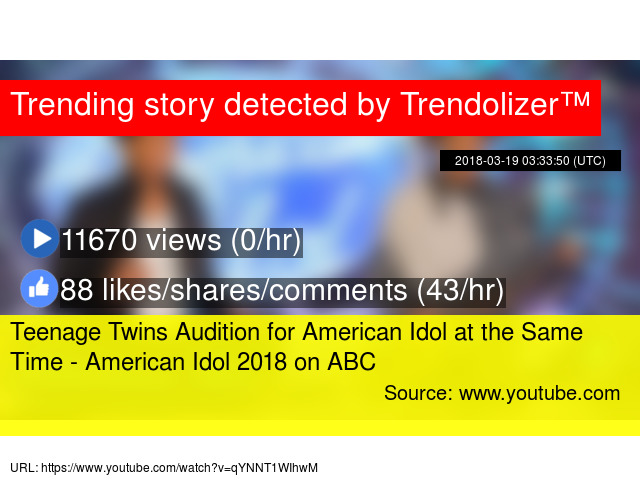 Trending story detected by Trendolizer™
2018-03-19 03:33:50 (UTC)
11670 views (0/hr)
88 likes/shares/comments (43/hr)
Teenage Twins Audition for American Idol at the Same
Time - American Idol 2018 on ABC
Source: www.youtube.com
URL: https://www.youtube.com/watch?v=qYNNT1WIhwM